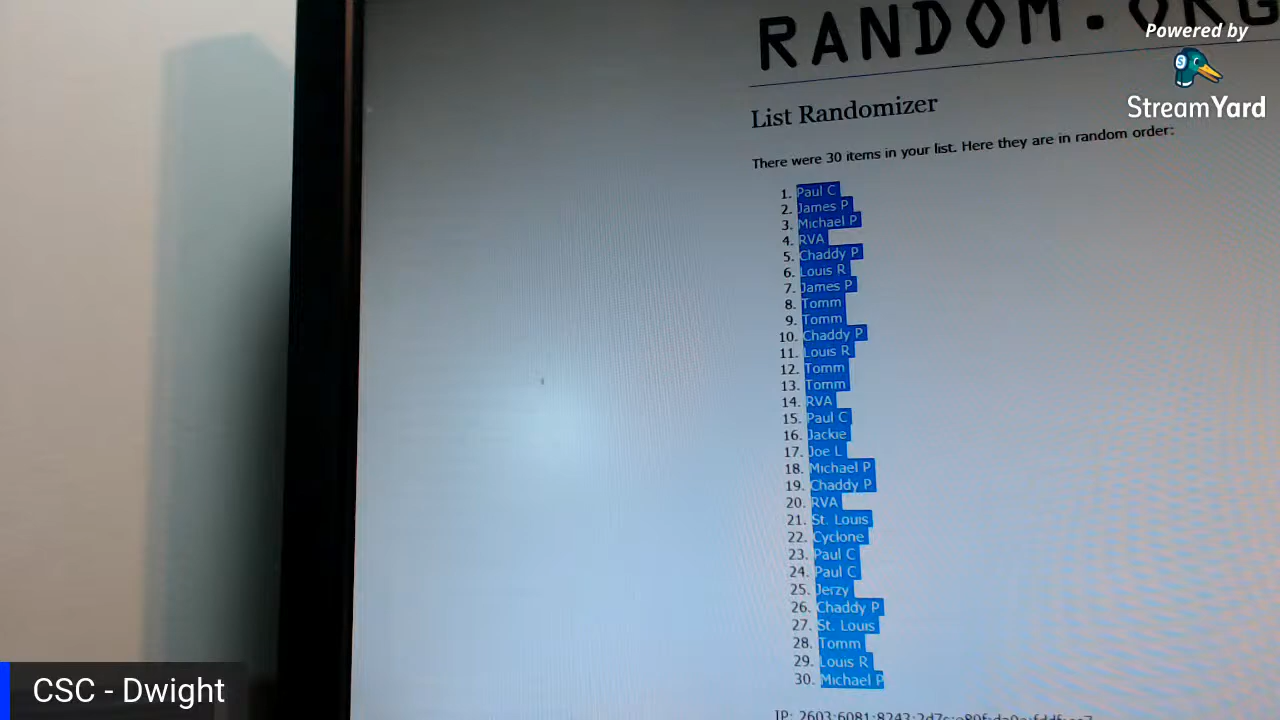 RANDOM.ORG
Powered by
StreamYard
List Randomizer
There were 30 items in your list. Here they are in random order:
1. Paul C
2. James P
3. Michael P
4. RVA
5. Chaddy P
6. Louis R
7. James P
8. Tomm
9. Tomm
10. Chaddy P
11. Louis R
12. Tomm
13. Tomm
14. RVA
15. Paul C
16. Jackie
17. Joe L
18. Michael P
19. Chaddy P
20. RVA
21. St. Louis
22. Cyclone
23. Paul C
24. Paul C
25. Jerzy
26. Chaddy P
27. St. Louis
28. Tomm
29. Louis R
30. Michael P
IP:
CSC - Dwight